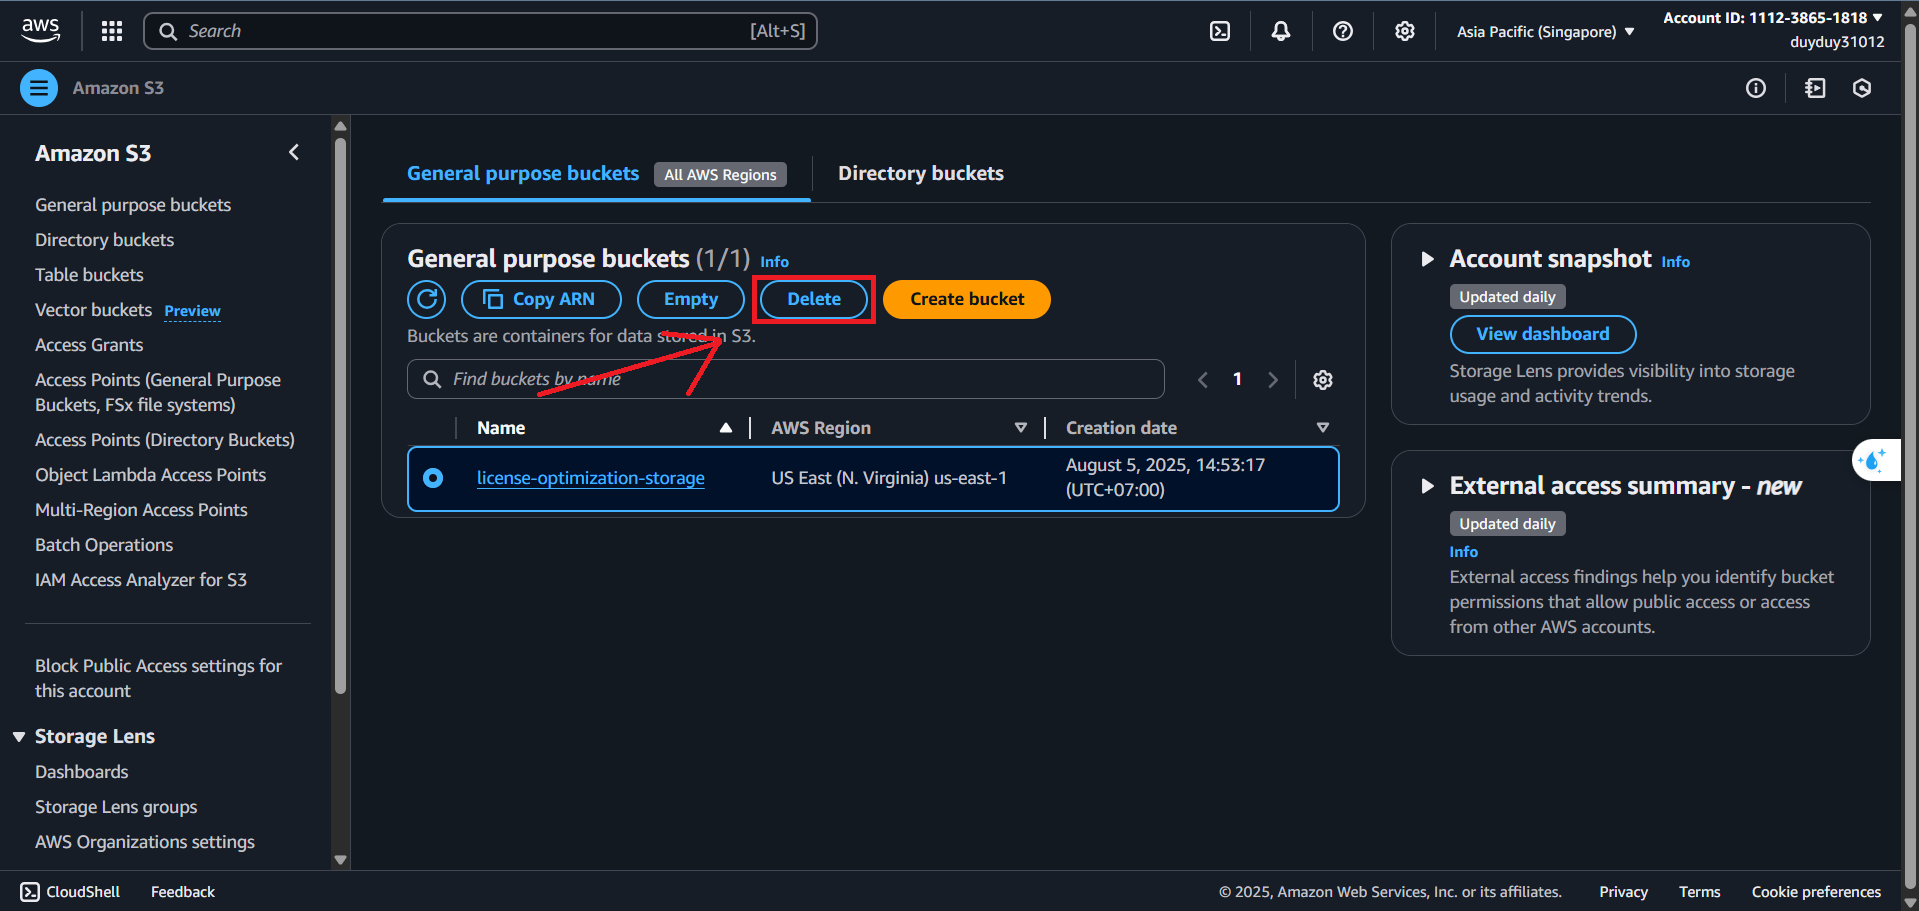 aws
Search
[Alt+S]
Asia Pacific (Singapore)
Account ID: 1112-3865-1818
duyduy31012
Amazon S3
Amazon S3
General purpose buckets
Directory buckets
Table buckets
Vector buckets Preview
Access Grants
Access Points (General Purpose
Buckets, FSx file systems)
Access Points (Directory Buckets)
Object Lambda Access Points
Multi-Region Access Points
Batch Operations
IAM Access Analyzer for S3
Block Public Access settings for
this account
Storage Lens
Dashboards
Storage Lens groups
AWS Organizations settings
General purpose buckets All AWS Regions
Directory buckets
General purpose buckets (1/1) Info
Copy ARN
Empty
Delete
Create bucket
Buckets are containers for data stored in S3.
Find buckets by name
1
Name
AWS Region
Creation date
license-optimization-storage
US East (N. Virginia) us-east-1
August 5, 2025, 14:53:17
(UTC+07:00)
Account snapshot Info
Updated daily
View dashboard
Storage Lens provides visibility into storage
usage and activity trends.
External access summary - new
Updated daily
Info
External access findings help you identify bucket
permissions that allow public access or access
from other AWS accounts.
CloudShell
Feedback
© 2025, Amazon Web Services, Inc. or its affiliates.
Privacy
Terms
Cookie preferences